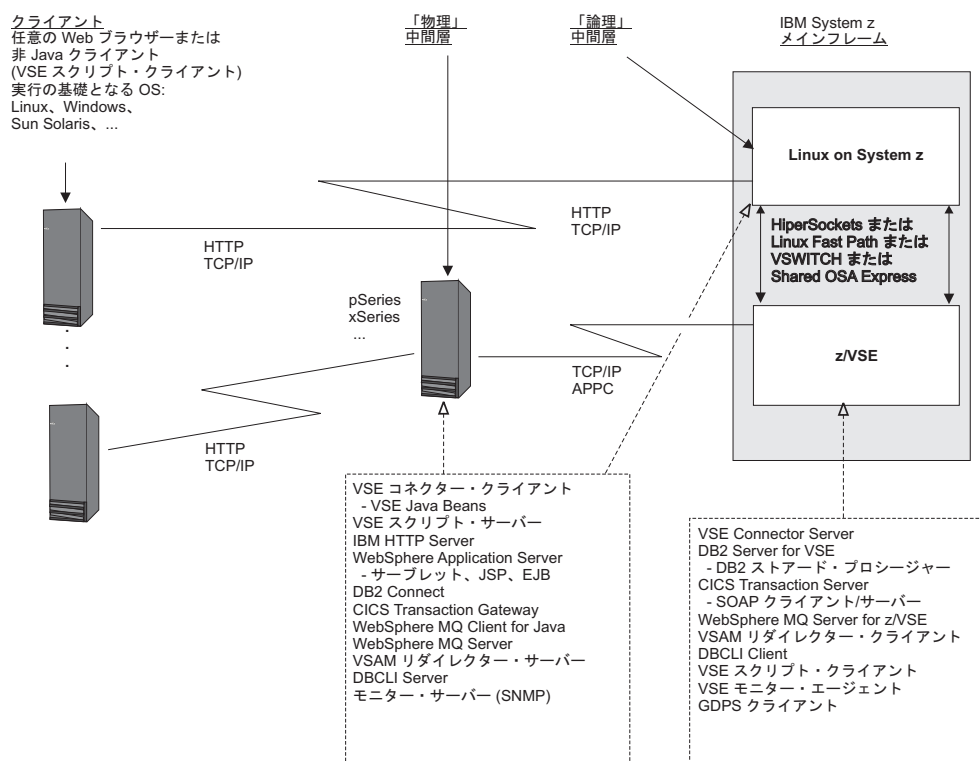 クライアント
任意の Web ブラウザーまたは
非 Java クライアント
(VSE スクリプト・クライアント)
実行の基礎となる OS:
Linux、Windows、
Sun Solaris、...
「物理」
中間層
「論理」
中間層
IBM System z
メインフレーム
Linux on System z
HTTP
TCP/IP
HTTP
TCP/IP
HiperSockets または
Linux Fast Path または
VSWITCH または
Shared OSA Express
pSeries
xSeries
...
z/VSE
TCP/IP
APPC
HTTP
TCP/IP
VSE コネクター・クライアント
- VSE Java Beans
VSE スクリプト・サーバー
IBM HTTP Server
WebSphere Application Server
- サーブレット、JSP、EJB
DB2 Connect
CICS Transaction Gateway
WebSphere MQ Client for Java
WebSphere MQ Server
VSAM リダイレクター・サーバー
DBCLI Server
モニター・サーバー (SNMP)
VSE Connector Server
DB2 Server for VSE
- DB2 ストアード・プロシージャー
CICS Transaction Server
- SOAP クライアント/サーバー
WebSphere MQ Server for z/VSE
VSAM リダイレクター・クライアント
DBCLI Client
VSE スクリプト・クライアント
VSE モニター・エージェント
GDPS クライアント